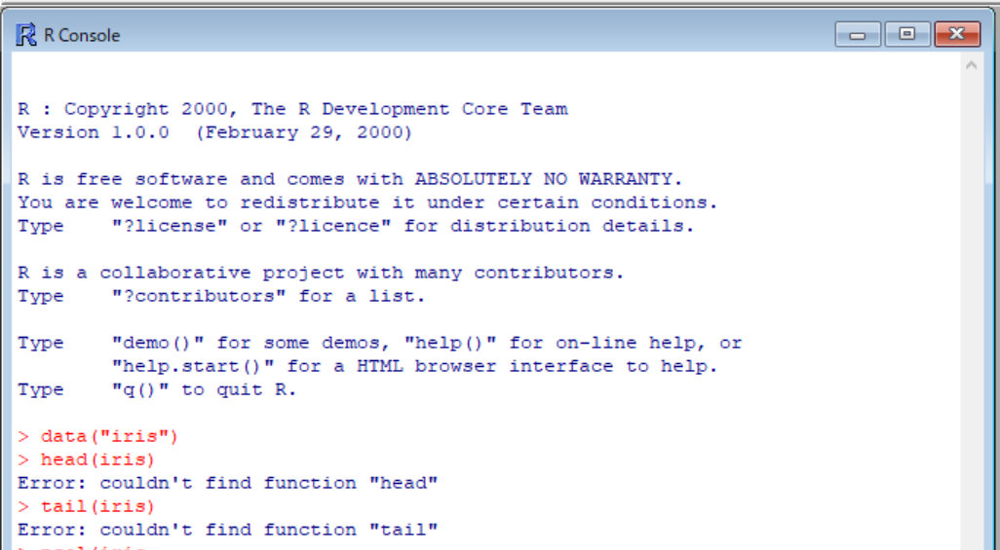 R Console
R : Copyright 2000, The R Development Core Team
Version 1.0.0  (February 29, 2000)
R is free software and comes with ABSOLUTELY NO WARRANTY.
You are welcome to redistribute it under certain conditions.
Type    "?license" or "?licence" for distribution details.
R is a collaborative project with many contributors.
Type    "?contributors" for a list.
Type    "demo()" for some demos, "help()" for on-line help, or
        "help.start()" for a HTML browser interface to help.
Type    "q()" to quit R.
> data("iris")
> head(iris)
Error: couldn't find function "head"
> tail(iris)
Error: couldn't find function "tail"